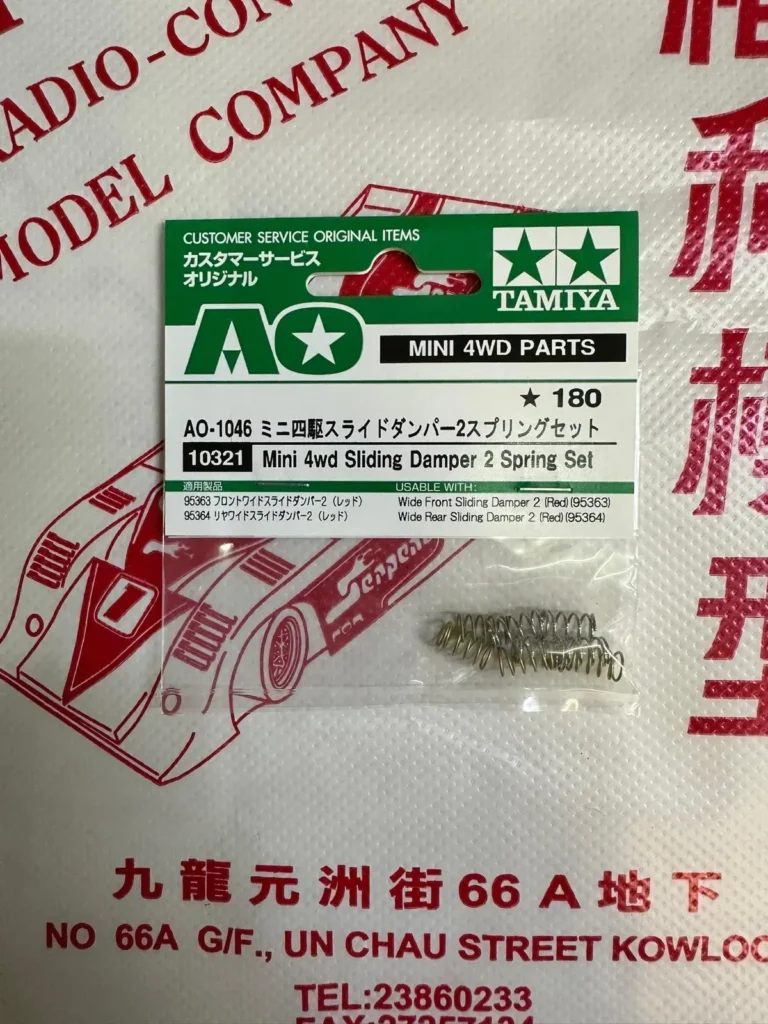 RADIO-CON
MODEL COMPANY
CUSTOMER SERVICE ORIGINAL ITEMS
カスタマーサービス
オリジナル
TAMIYA
AO
MINI 4WD PARTS
★ 180
AO-1046 ミニ四駆スライドダンパー2スプリングセット
10321 Mini 4wd Sliding Damper 2 Spring Set
適用製品 USABLE WITH:
95363 フロントワイドスライドダンパー2（レッド） Wide Front Sliding Damper 2 (Red) (95363)
95364 リヤワイドスライドダンパー2（レッド） Wide Rear Sliding Damper 2 (Red) (95364)
1
模型
九龍元洲街66A地下
NO 66A G/F., UN CHAU STREET KOWLOO
TEL:23860233